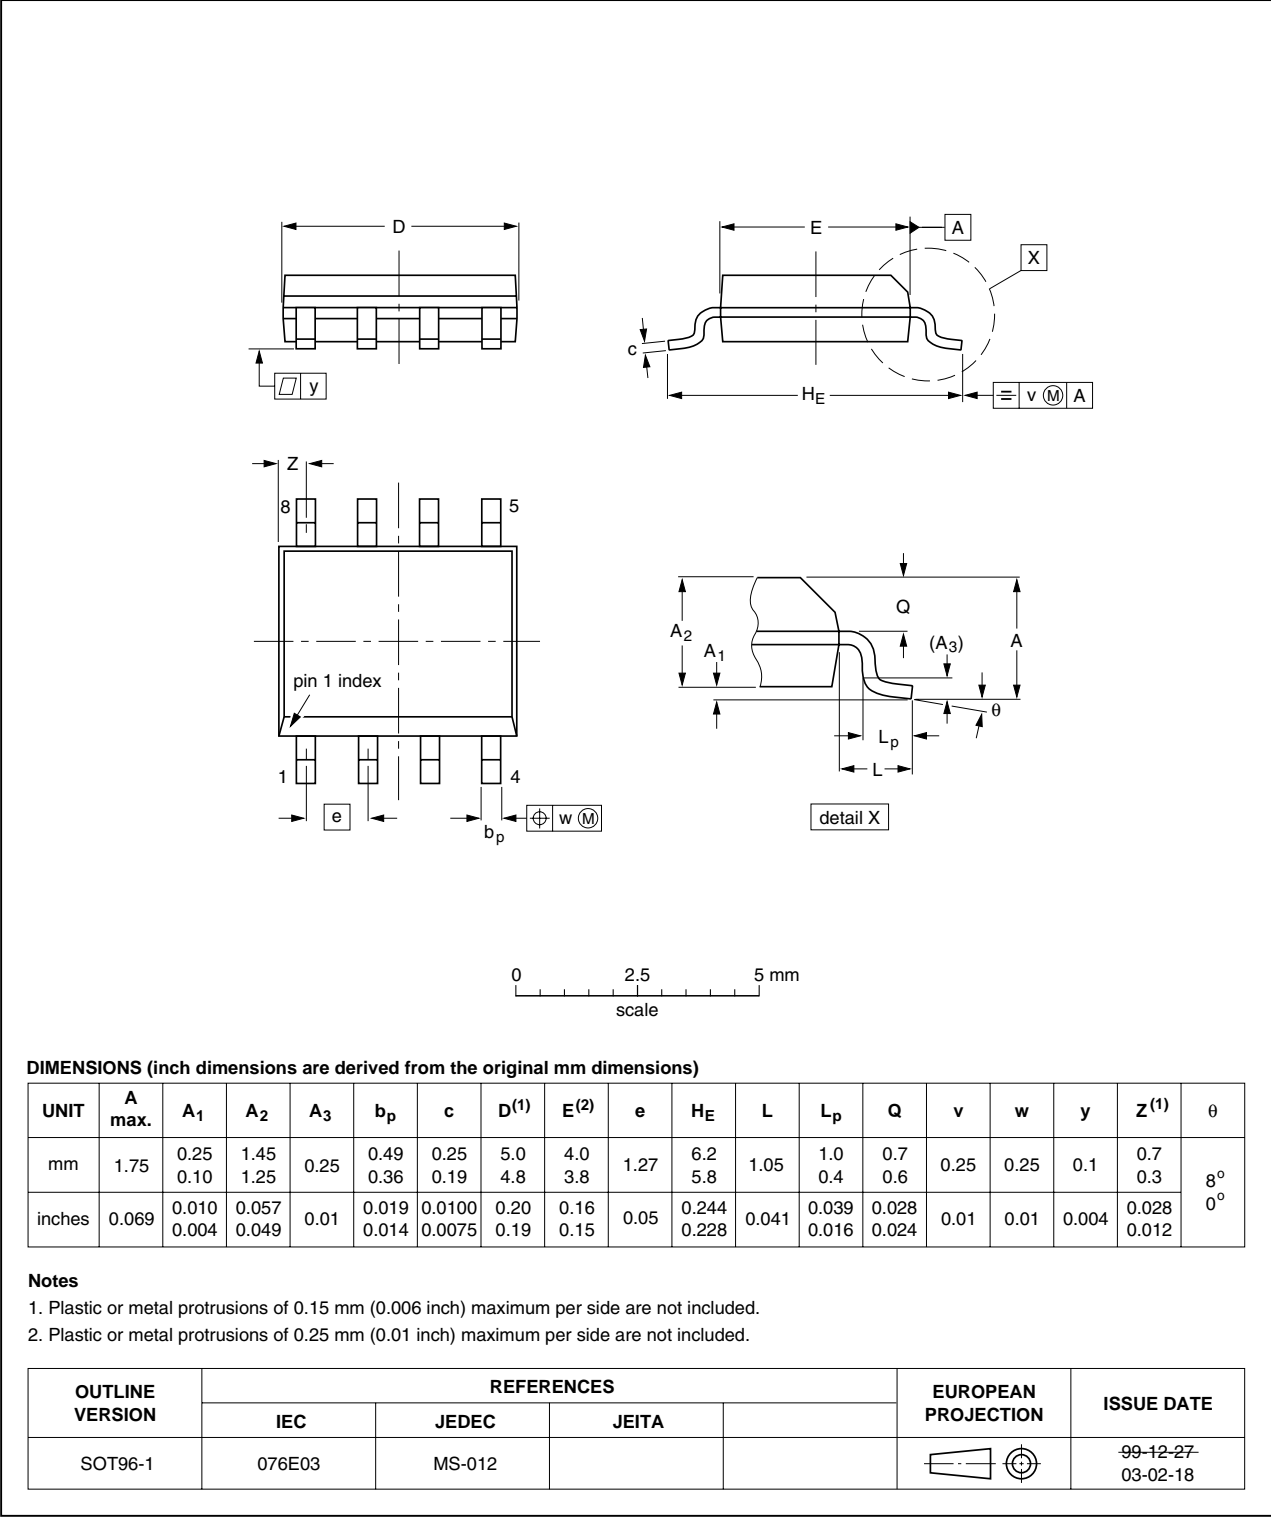 D
E
A
X
c
y
HE
v M A
Z
8
5
pin 1 index
1
4
e
bp
w M
A2
A1
Q
(A3)
A
θ
Lp
L
detail X
0 2.5 5 mm
scale
DIMENSIONS (inch dimensions are derived from the original mm dimensions)
UNIT A max. A1 A2 A3 bp c D(1) E(2) e HE L Lp Q v w y Z(1) θ
mm 1.75 0.25 0.10 1.45 1.25 0.25 0.49 0.36 0.25 0.19 5.0 4.8 4.0 3.8 1.27 6.2 5.8 1.05 1.0 0.4 0.7 0.6 0.25 0.25 0.1 0.7 0.3 8o 0o
inches 0.069 0.010 0.004 0.057 0.049 0.01 0.019 0.014 0.0100 0.0075 0.20 0.19 0.16 0.15 0.05 0.244 0.228 0.041 0.039 0.016 0.028 0.024 0.01 0.01 0.004 0.028 0.012
Notes
1. Plastic or metal protrusions of 0.15 mm (0.006 inch) maximum per side are not included.
2. Plastic or metal protrusions of 0.25 mm (0.01 inch) maximum per side are not included.
OUTLINE VERSION REFERENCES EUROPEAN PROJECTION ISSUE DATE
IEC JEDEC JEITA
SOT96-1 076E03 MS-012 99-12-27
03-02-18